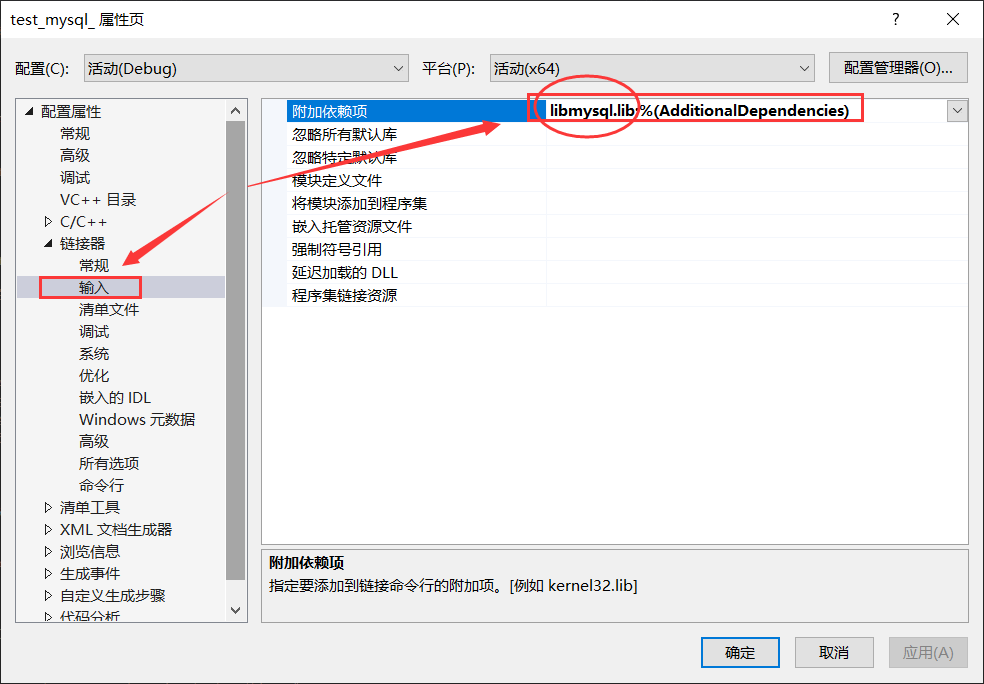 test_mysql_ 属性页
?
配置(C):
活动(Debug)
平台(P):
活动(x64)
配置管理器(O)...
配置属性
常规
高级
调试
VC++ 目录
C/C++
链接器
常规
输入
清单文件
调试
系统
优化
嵌入的 IDL
Windows 元数据
高级
所有选项
命令行
清单工具
XML 文档生成器
浏览信息
生成事件
自定义生成步骤
代码分析
附加依赖项
libmysql.lib;%(AdditionalDependencies)
忽略所有默认库
忽略特定默认库
模块定义文件
将模块添加到程序集
嵌入托管资源文件
强制符号引用
延迟加载的 DLL
程序集链接资源
附加依赖项
指定要添加到链接命令行的附加项。[例如 kernel32.lib]
确定
取消
应用(A)